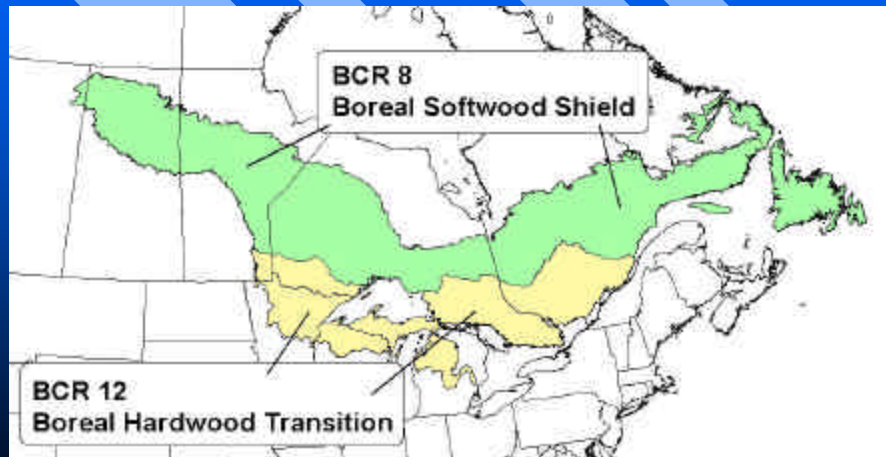 BCR 8
Boreal Softwood Shield
BCR 12
Boreal Hardwood Transition